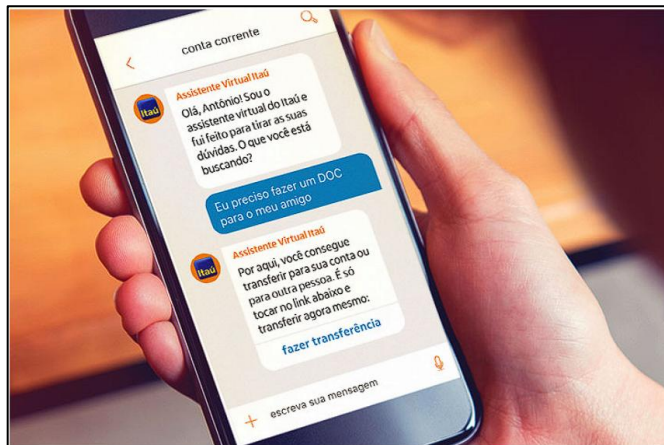 conta corrente
Assistente Virtual Itaú
Olá, Antônio! Sou o
assistente virtual do Itaú e
fui feito para tirar as suas
dúvidas. O que você está
buscando?
Itaú
Eu preciso fazer um DOC
para o meu amigo
Assistente Virtual Itaú
Itaú
Por aqui, você consegue
transferir para sua conta ou
para outra pessoa. É só
tocar no link abaixo e
transferir agora mesmo:
fazer transferência
escreva sua mensagem